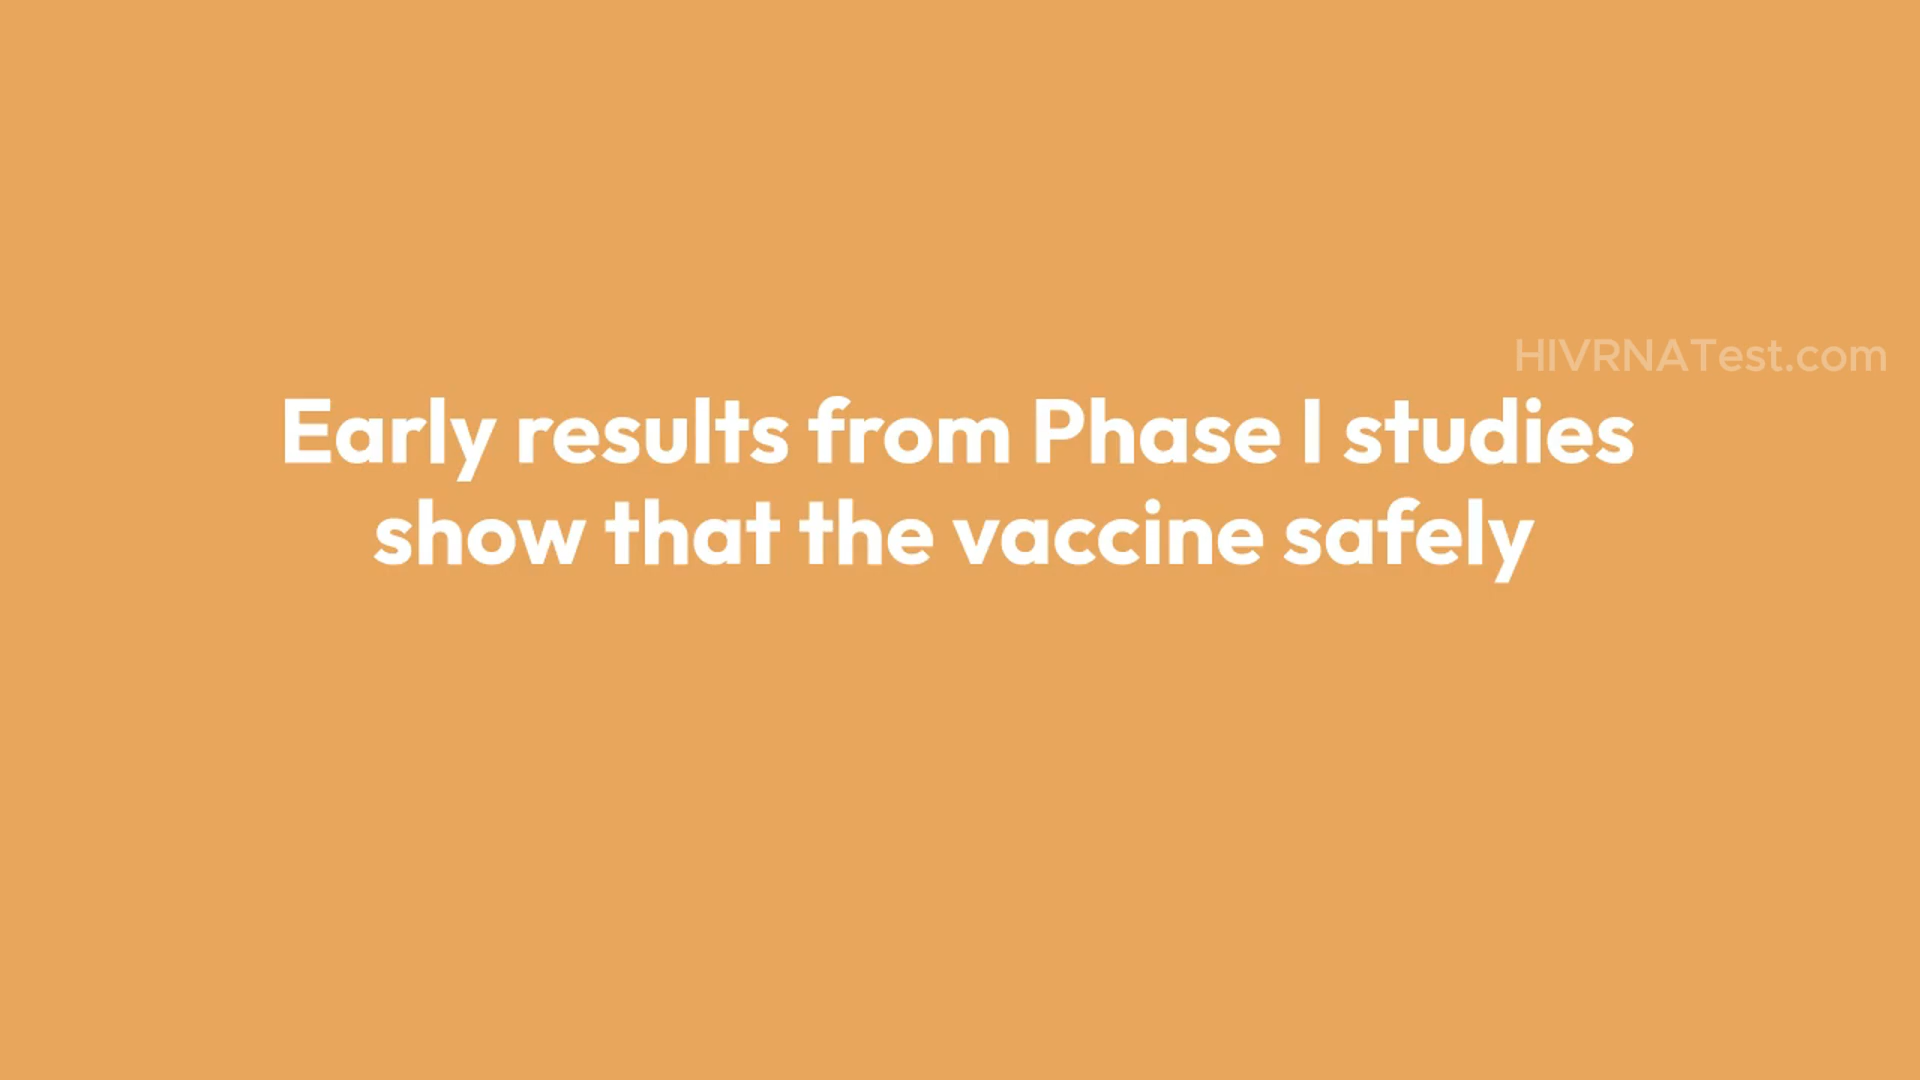 HIVRNATest.com
Early results from Phase I studies
show that the vaccine safely